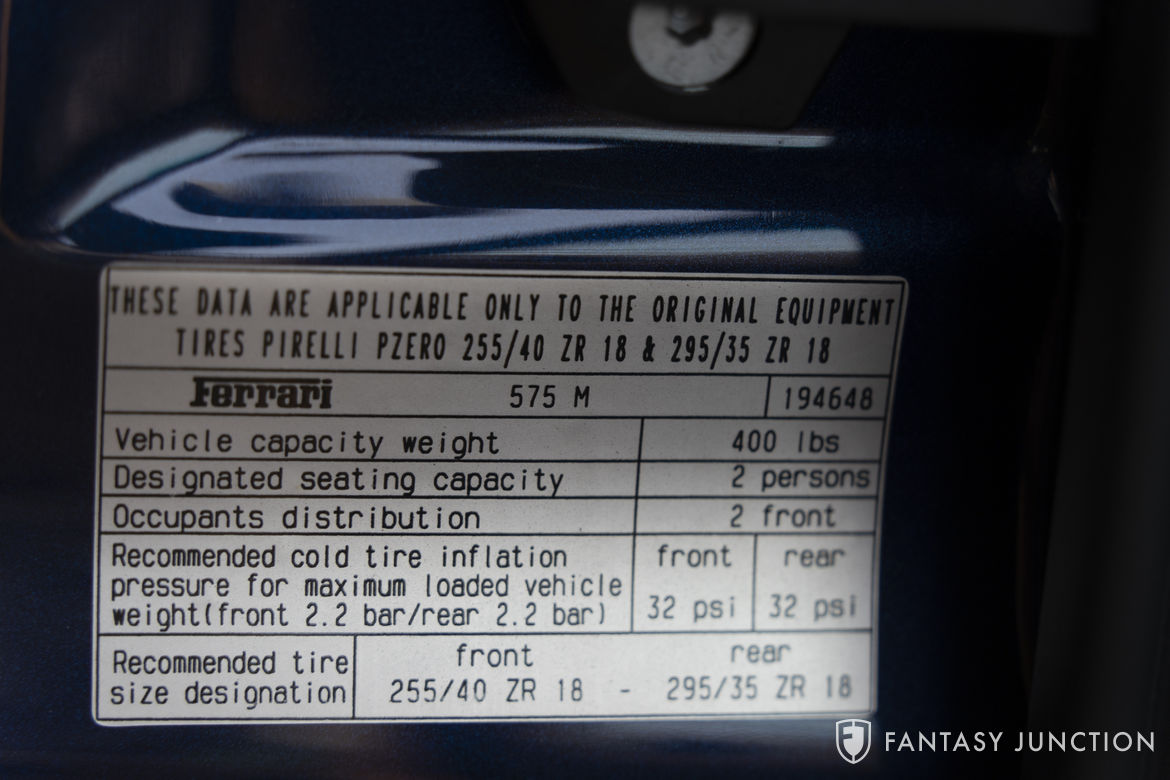 THESE DATA ARE APPLICABLE ONLY TO THE ORIGINAL EQUIPMENT
TIRES PIRELLI PZERO 255/40 ZR 18 & 295/35 ZR 18
Ferrari 575 M 194648
Vehicle capacity weight 400 lbs
Designated seating capacity 2 persons
Occupants distribution 2 front
Recommended cold tire inflation
pressure for maximum loaded vehicle
weight(front 2.2 bar/rear 2.2 bar)
front rear
32 psi 32 psi
Recommended tire
size designation
front rear
255/40 ZR 18 - 295/35 ZR 18
FANTASY JUNCTION